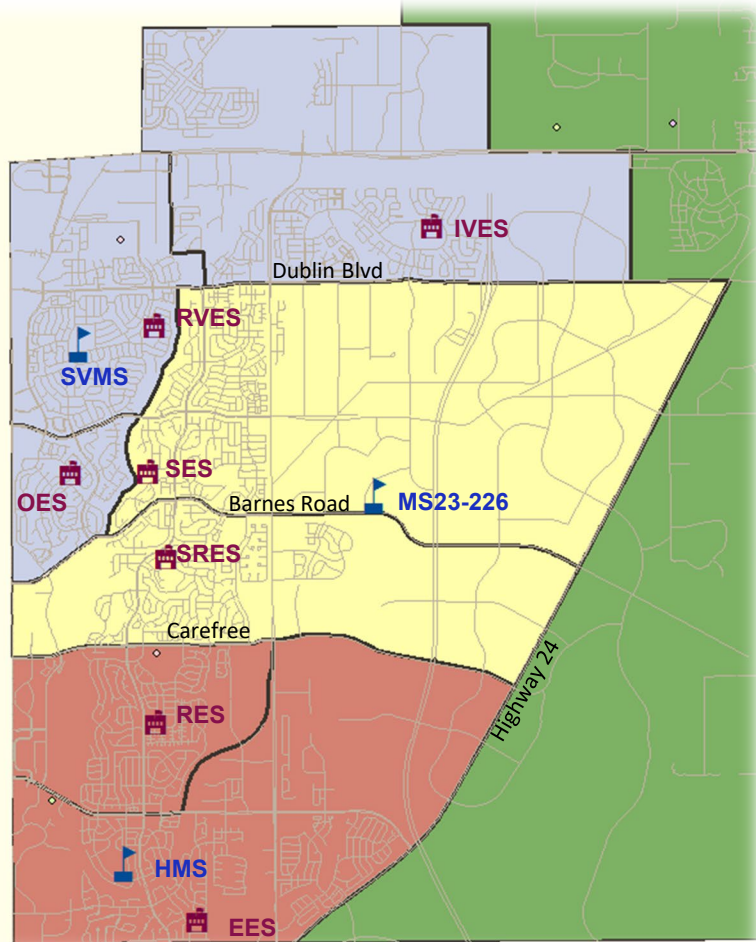 IVES
Dublin Blvd
RVES
SVMS
SES
OES
Barnes Road
MS23-226
SRES
Carefree
Highway 24
RES
HMS
EES